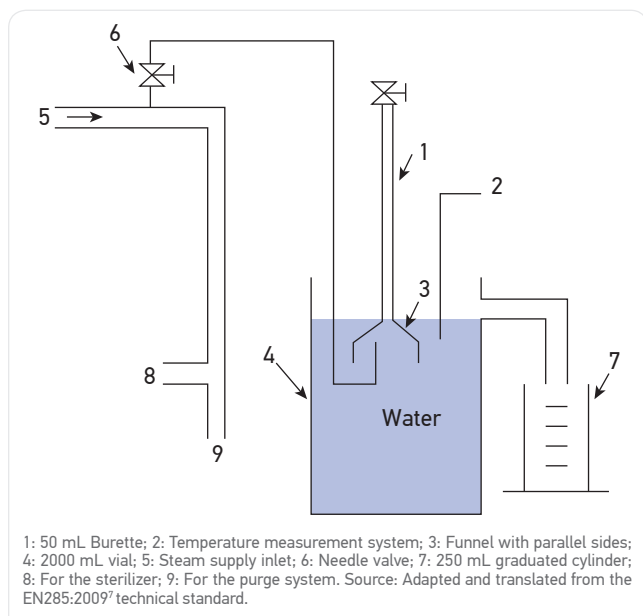 6
5
1
2
3
4
7
8
Water
9
1: 50 mL Burette; 2: Temperature measurement system; 3: Funnel with parallel sides;
4: 2000 mL vial; 5: Steam supply inlet; 6: Needle valve; 7: 250 mL graduated cylinder;
8: For the sterilizer; 9: For the purge system. Source: Adapted and translated from the
EN285:2009⁷ technical standard.